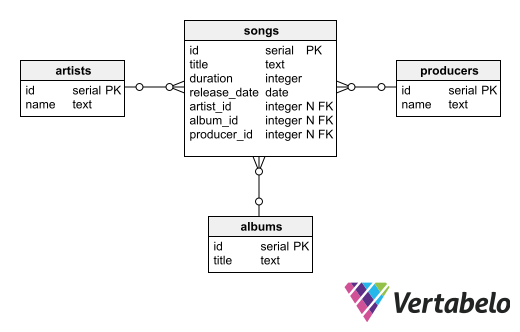 songs
id serial PK
title text
duration integer
release_date date
artist_id integer N FK
album_id integer N FK
producer_id integer N FK
artists
id serial PK
name text
producers
id serial PK
name text
albums
id serial PK
title text
Vertabelo